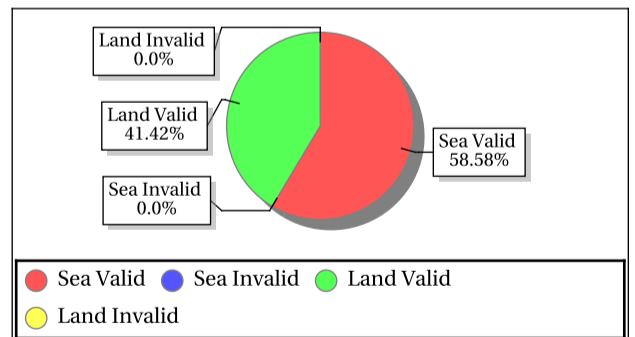 Land Invalid
0.0%
Land Valid
41.42%
Sea Invalid
0.0%
Sea Valid
58.58%
Sea Valid Sea Invalid Land Valid
Land Invalid